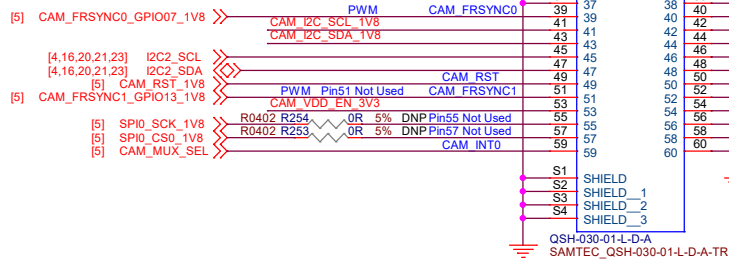 37 38
PWM CAM_FRSYNC0 39 40
[5] CAM_FRSYNC0_GPIO07_1V8 39 40
CAM_I2C_SCL_1V8 41 42
41 42
CAM_I2C_SDA_1V8 43 44
43 44
[4,16,20,21,23] I2C2_SCL 45 46
45 46
[4,16,20,21,23] I2C2_SDA 47 48
CAM_RST 47 48
[5] CAM_RST_1V8 49 50
PWM Pin51 Not Used CAM_FRSYNC1 49 50
[5] CAM_FRSYNC1_GPIO13_1V8 51 52
CAM_VDD_EN_3V3 51 52
53 54
53 54
R0402 R254 0R 5% DNP Pin55 Not Used 55 56
[5] SPI0_SCK_1V8 55 56
R0402 R253 0R 5% DNP Pin57 Not Used 57 58
[5] SPI0_CS0_1V8 57 58
CAM_INT0 59 60
[5] CAM_MUX_SEL 59 60
S1
SHIELD
S2
SHIELD__1
S3
SHIELD__2
S4
SHIELD__3
QSH-030-01-L-D-A
SAMTEC_QSH-030-01-L-D-A-TR